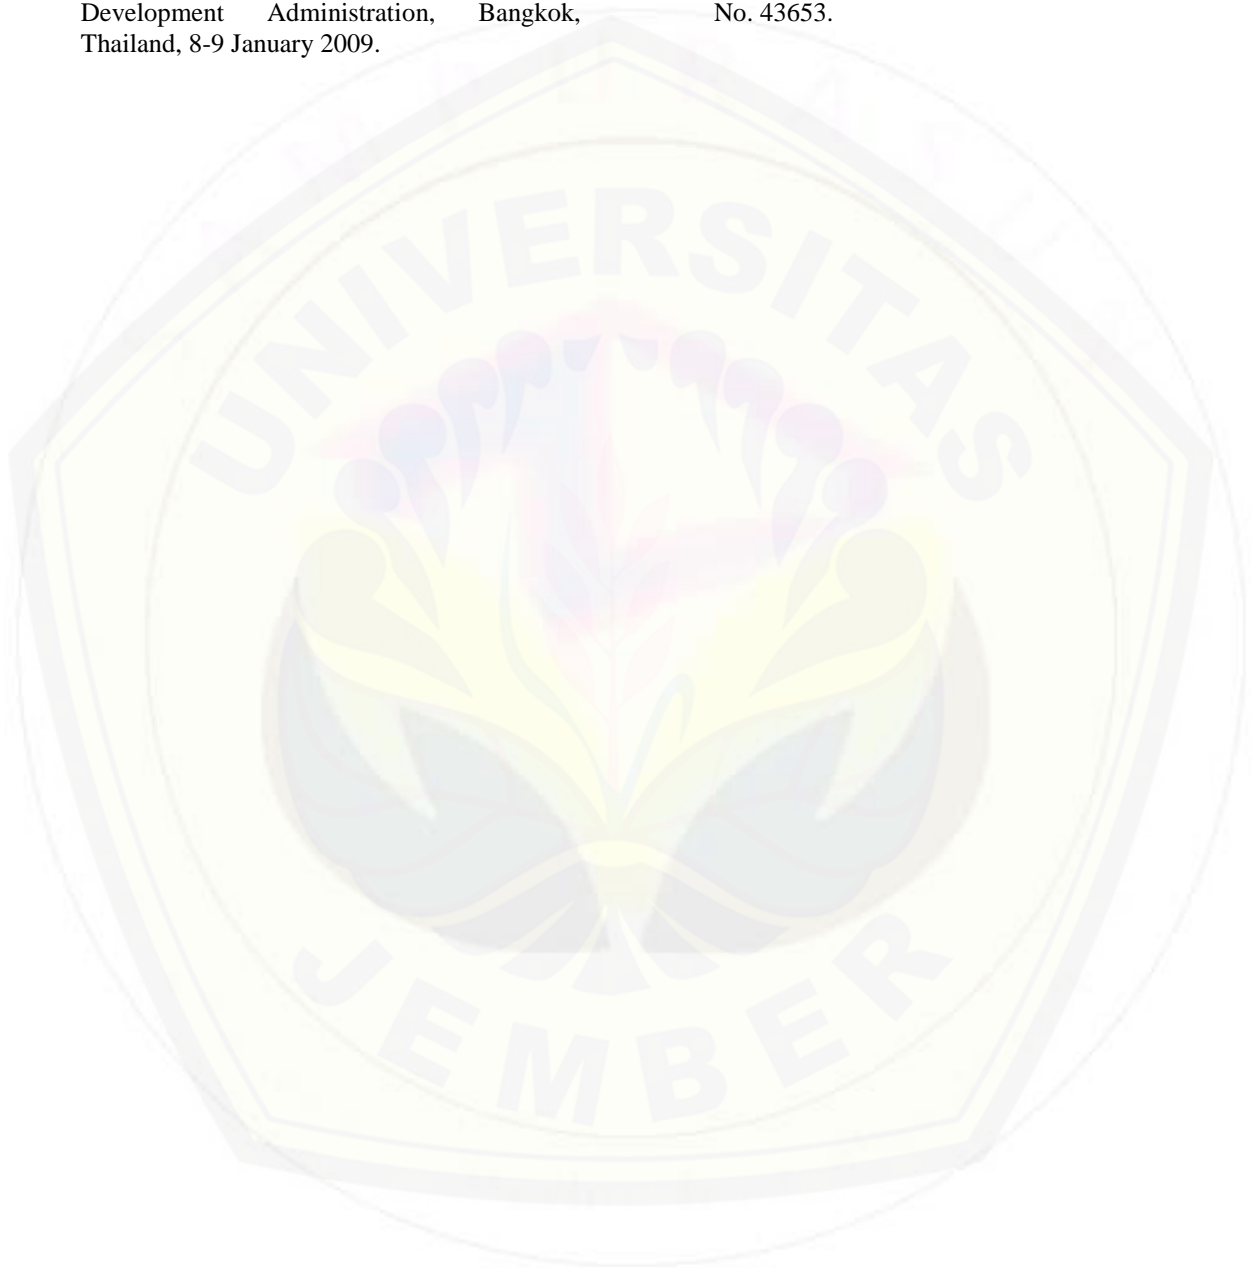 Development Administration, Bangkok,
Thailand, 8-9 January 2009.
No. 43653.
UNIVERSITAS
JEMBER